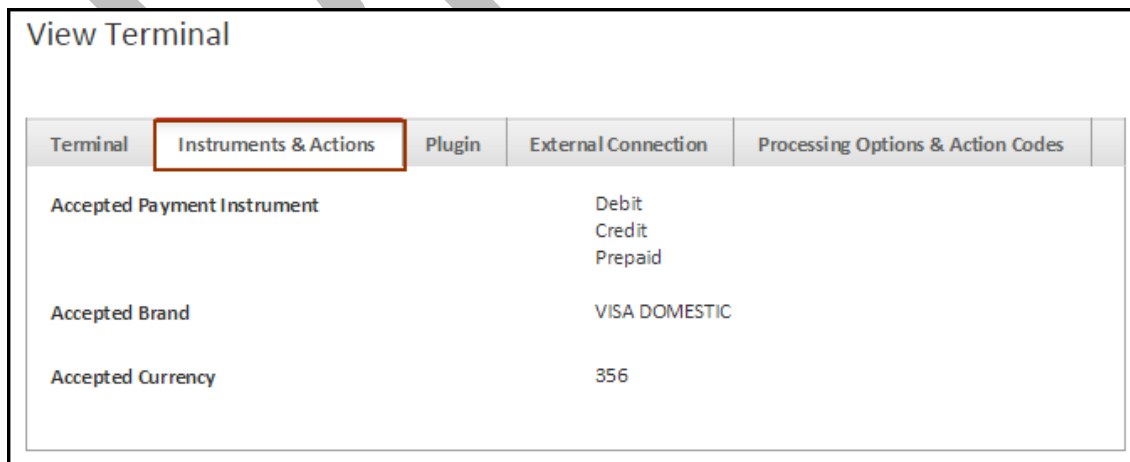 View Terminal
Terminal Instruments & Actions Plugin External Connection Processing Options & Action Codes
Accepted Payment Instrument Debit
Credit
Prepaid
Accepted Brand VISA DOMESTIC
Accepted Currency 356